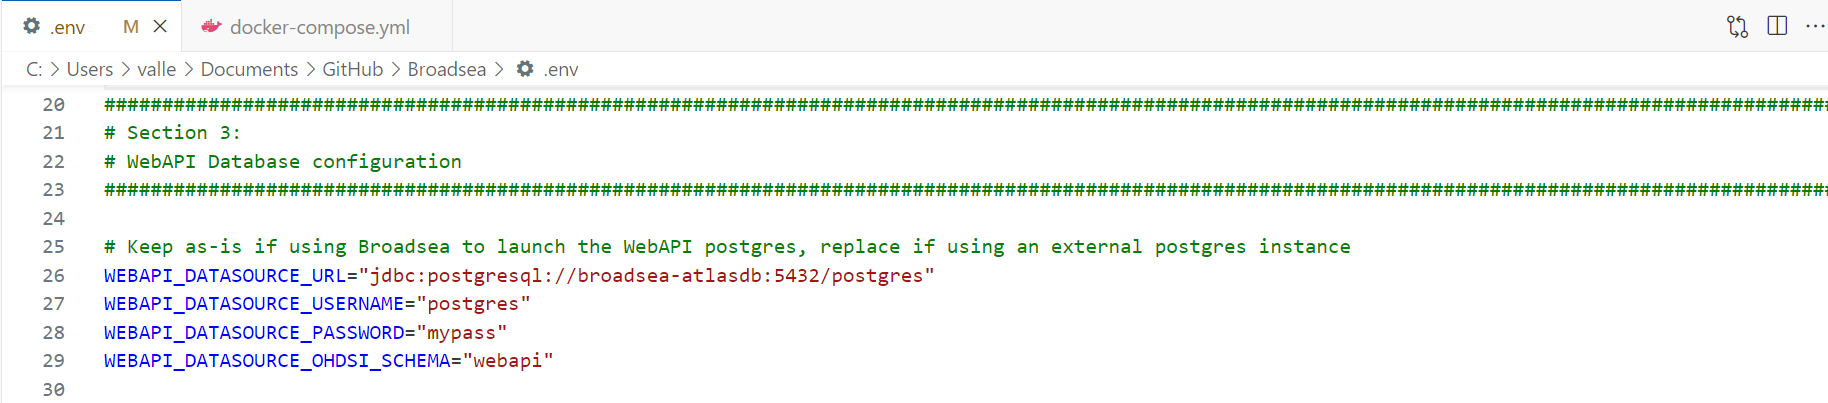 .env M docker-compose.yml
C: > Users > valle > Documents > GitHub > Broadsea > .env
20 ######################################################################################################################################################
21 # Section 3:
22 # WebAPI Database configuration
23 ######################################################################################################################################################
24
25 # Keep as-is if using Broadsea to launch the WebAPI postgres, replace if using an external postgres instance
26 WEBAPI_DATASOURCE_URL="jdbc:postgresql://broadsea-atlasdb:5432/postgres"
27 WEBAPI_DATASOURCE_USERNAME="postgres"
28 WEBAPI_DATASOURCE_PASSWORD="mypass"
29 WEBAPI_DATASOURCE_OHDSI_SCHEMA="webapi"
30